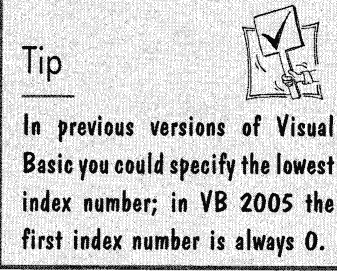 Tip
In previous versions of Visual
Basic you could specify the lowest
index number; in VB 2005 the
first index number is always 0.